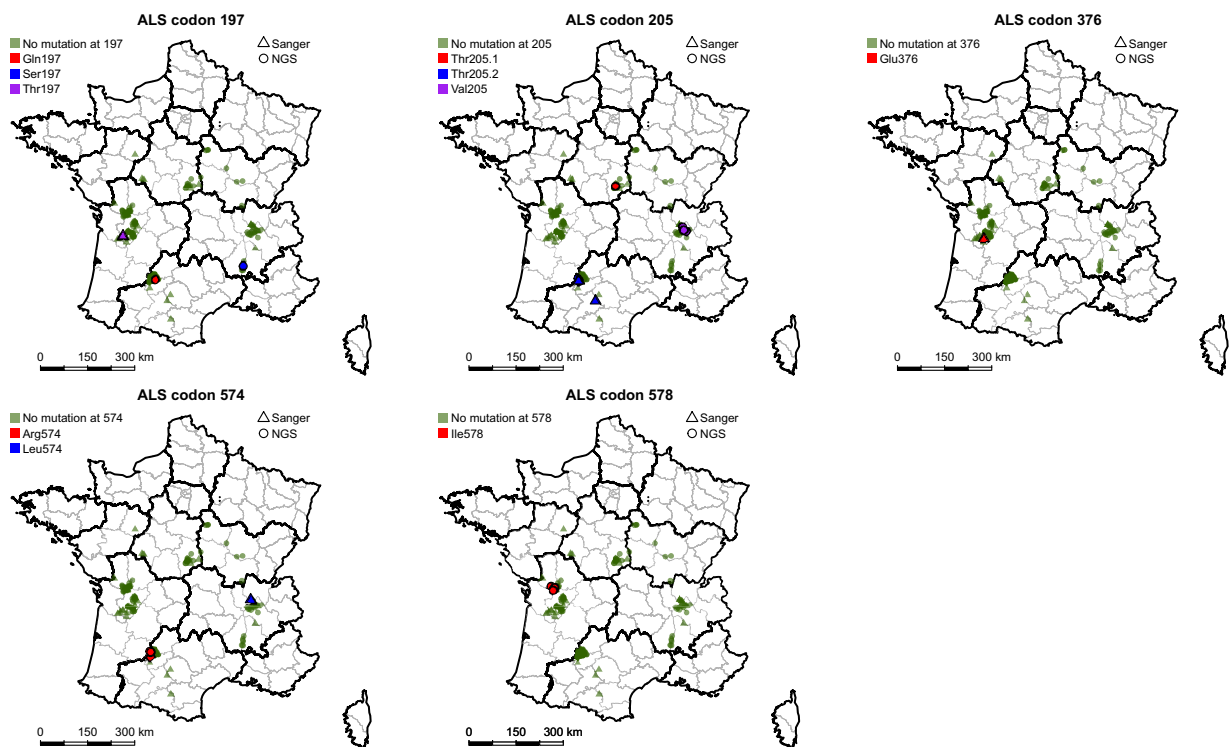 ALS codon 197
No mutation at 197
Gln197
Ser197
Thr197
Sanger
NGS
0 150 300 km
ALS codon 205
No mutation at 205
Thr205.1
Thr205.2
Val205
Sanger
NGS
0 150 300 km
ALS codon 376
No mutation at 376
Glu376
Sanger
NGS
0 150 300 km
ALS codon 574
No mutation at 574
Arg574
Leu574
Sanger
NGS
0 150 300 km
ALS codon 578
No mutation at 578
Ile578
Sanger
NGS
0 150 300 km